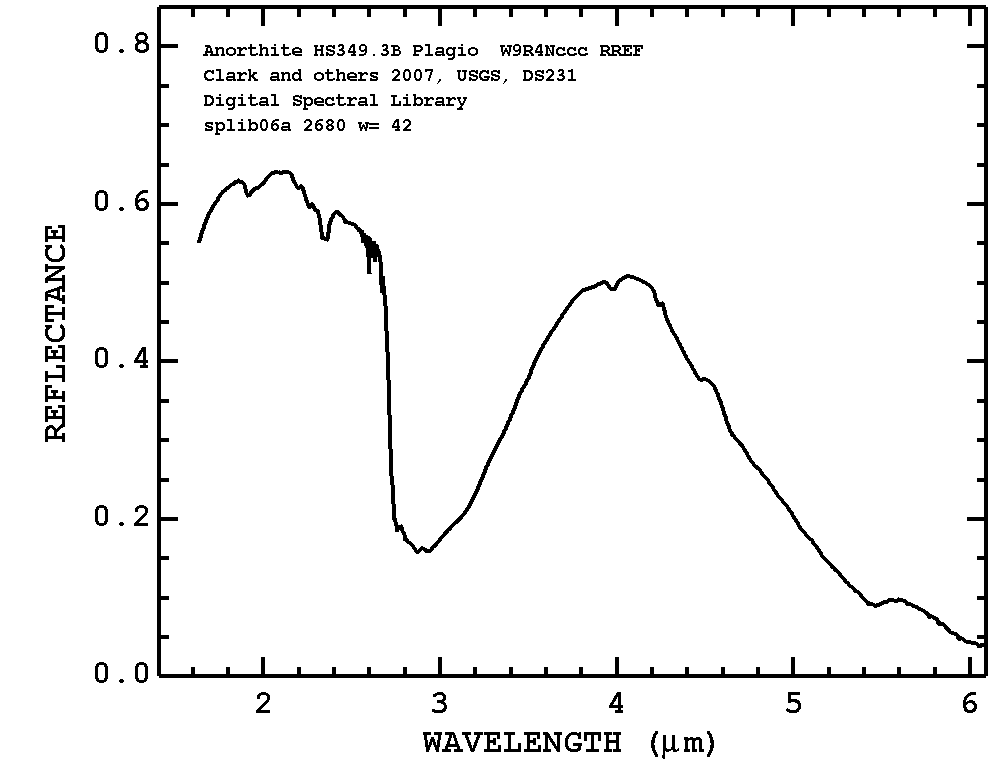 0.8
Anorthite HS349.3B Plagio  W9R4Nccc RREF
Clark and others 2007, USGS, DS231
Digital Spectral Library
splib06a 2680 w= 42
0.6
REFLECTANCE
0.4
0.2
0.0
2 3 4 5 6
WAVELENGTH (μm)